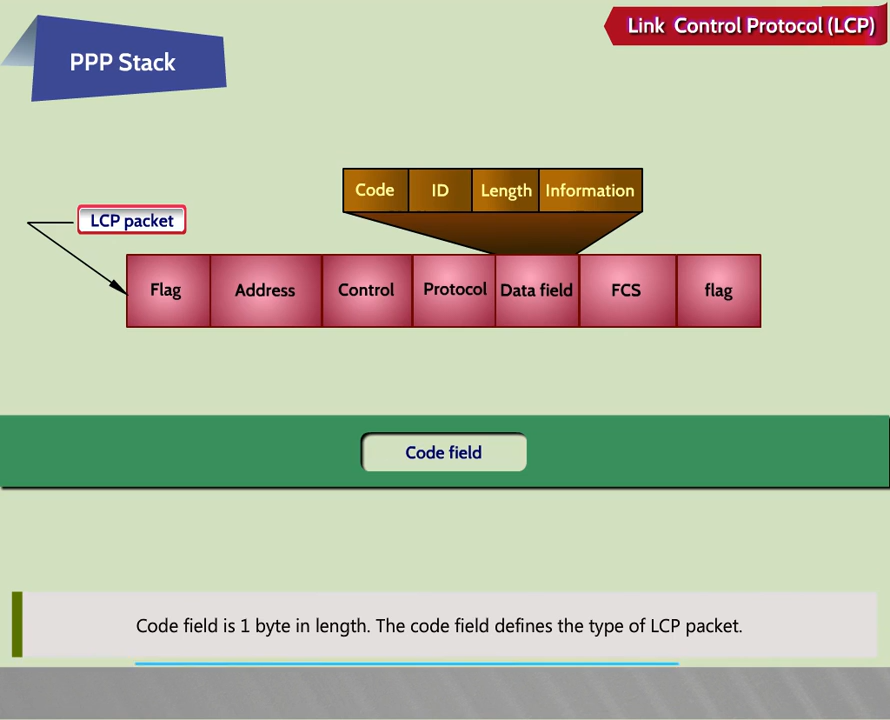 Link Control Protocol (LCP)
PPP Stack
Code ID Length Information
LCP packet
Flag Address Control Protocol Data field FCS flag
Code field
Code field is 1 byte in length. The code field defines the type of LCP packet.